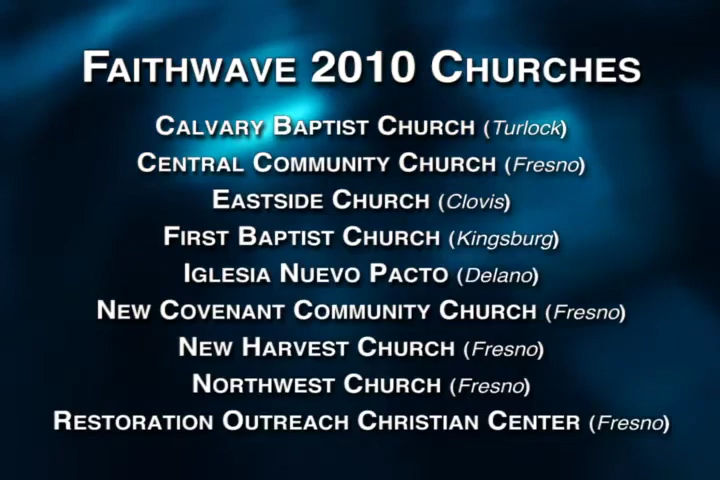 FAITHWAVE 2010 CHURCHES
CALVARY BAPTIST CHURCH (Turlock)
CENTRAL COMMUNITY CHURCH (Fresno)
EASTSIDE CHURCH (Clovis)
FIRST BAPTIST CHURCH (Kingsburg)
IGLESIA NUEVO PACTO (Delano)
NEW COVENANT COMMUNITY CHURCH (Fresno)
NEW HARVEST CHURCH (Fresno)
NORTHWEST CHURCH (Fresno)
RESTORATION OUTREACH CHRISTIAN CENTER (Fresno)